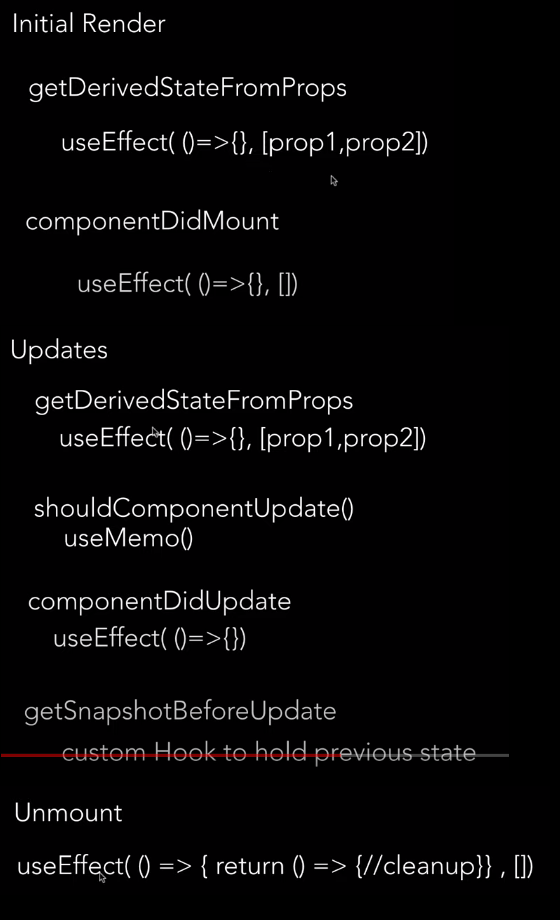 Initial Render
getDerivedStateFromProps
useEffect( ()=>{}, [prop1,prop2])
componentDidMount
useEffect( ()=>{}, [])
Updates
getDerivedStateFromProps
useEffect( ()=>{}, [prop1,prop2])
shouldComponentUpdate()
useMemo()
componentDidUpdate
useEffect( ()=>{})
getSnapshotBeforeUpdate
custom Hook to hold previous state
Unmount
useEffect( () => { return () => {//cleanup}} , [])